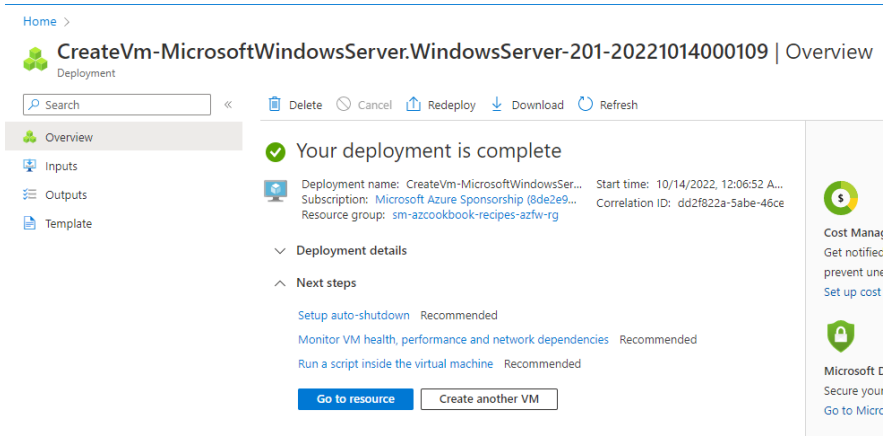 Home >
CreateVm-MicrosoftWindowsServer.WindowsServer-201-20221014000109 | Overview
Deployment
Search
«
Delete Cancel Redeploy Download Refresh
Overview
Inputs
Outputs
Template
Your deployment is complete
Deployment name: CreateVm-MicrosoftWindowsSer...
Subscription: Microsoft Azure Sponsorship (8de2e9...
Resource group: sm-azcookbook-recipes-azfw-rg
Start time: 10/14/2022, 12:06:52 A...
Correlation ID: dd2f822a-5abe-46ce
Deployment details
Next steps
Setup auto-shutdown Recommended
Monitor VM health, performance and network dependencies Recommended
Run a script inside the virtual machine Recommended
Go to resource Create another VM
$
Cost Manag
Get notified
prevent une
Set up cost
Microsoft D
Secure your
Go to Micro